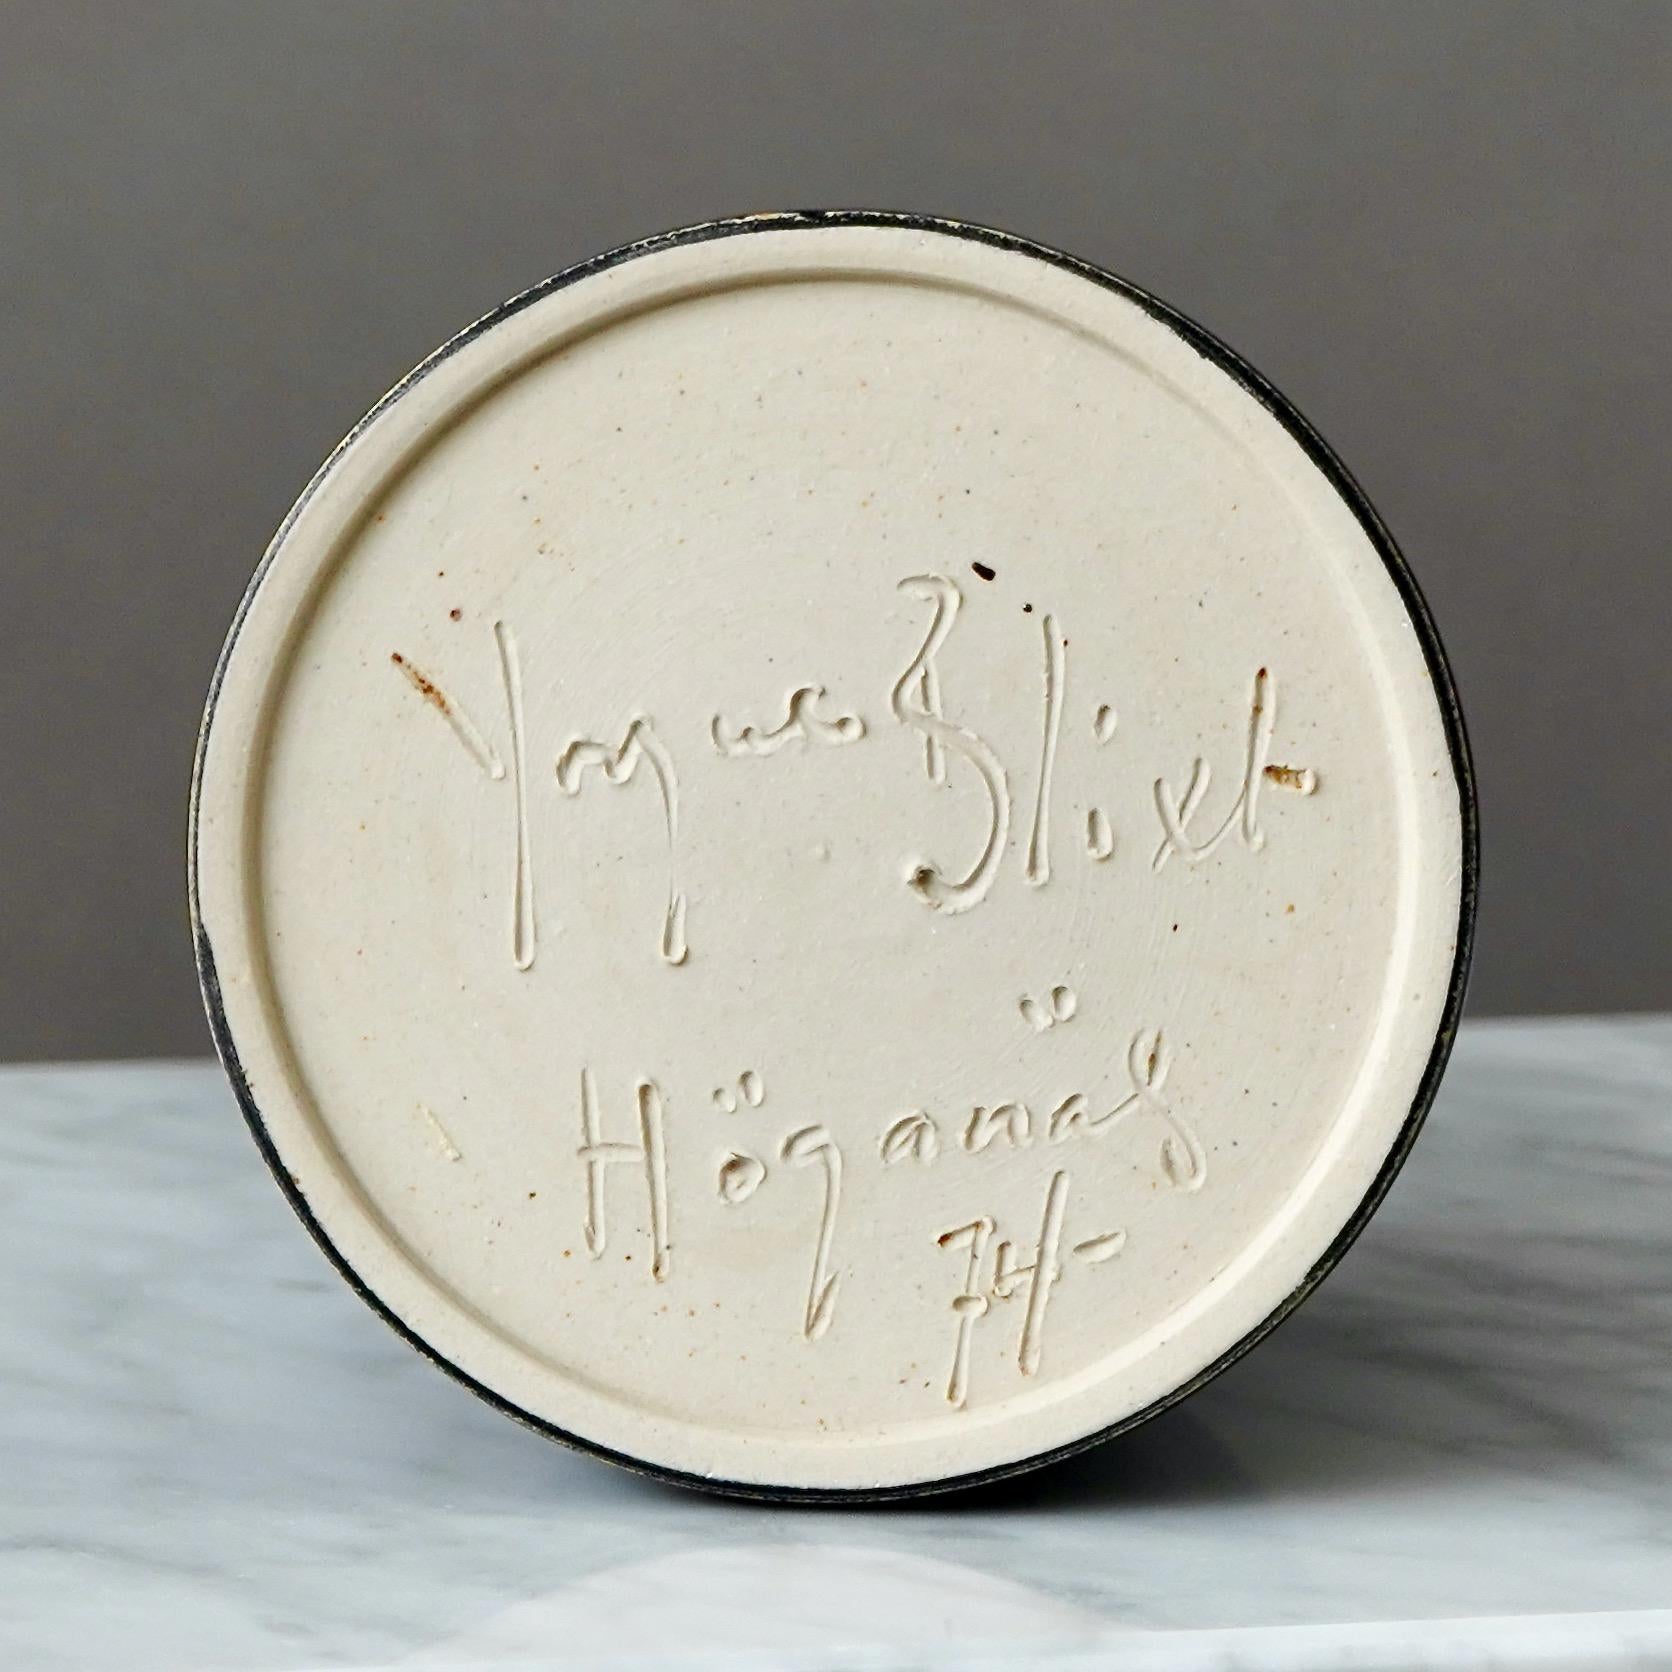 Yngve Blixt
Höganäs
74-